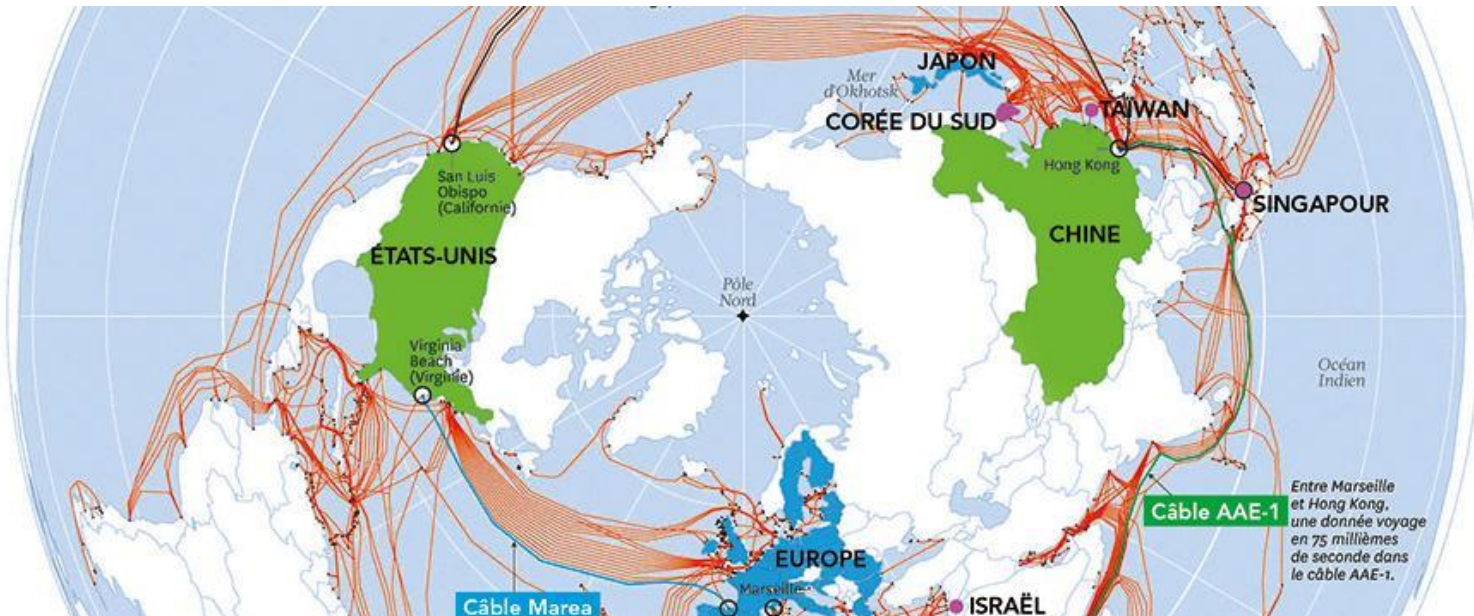 JAPON
Mer
d'Okhotsk
CORÉE DU SUD
TAÏWAN
Hong Kong
San Luis
Obispo
(Californie)
SINGAPOUR
CHINE
ÉTATS-UNIS
Pôle
Nord
Virginia
Beach
(Virginie)
Océan
Indien
Câble AAE-1
Entre Marseille
et Hong Kong,
une donnée voyage
en 75 millièmes
de seconde dans
le câble AAE-1.
EUROPE
Marseille
Câble Marea
ISRAËL